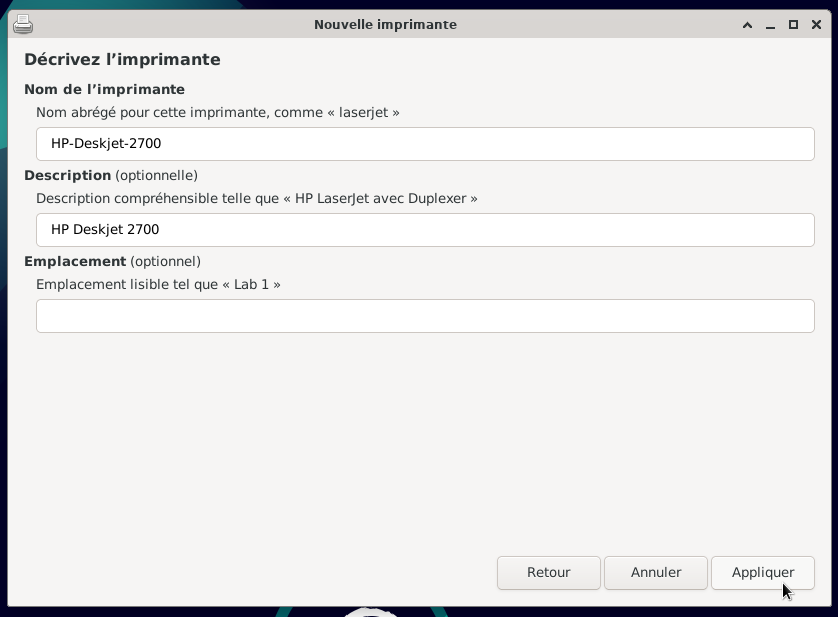 Nouvelle imprimante
Décrivez l’imprimante
Nom de l’imprimante
Nom abrégé pour cette imprimante, comme « laserjet »
HP-Deskjet-2700
Description (optionnelle)
Description compréhensible telle que « HP LaserJet avec Duplexer »
HP Deskjet 2700
Emplacement (optionnel)
Emplacement lisible tel que « Lab 1 »
Retour Annuler Appliquer